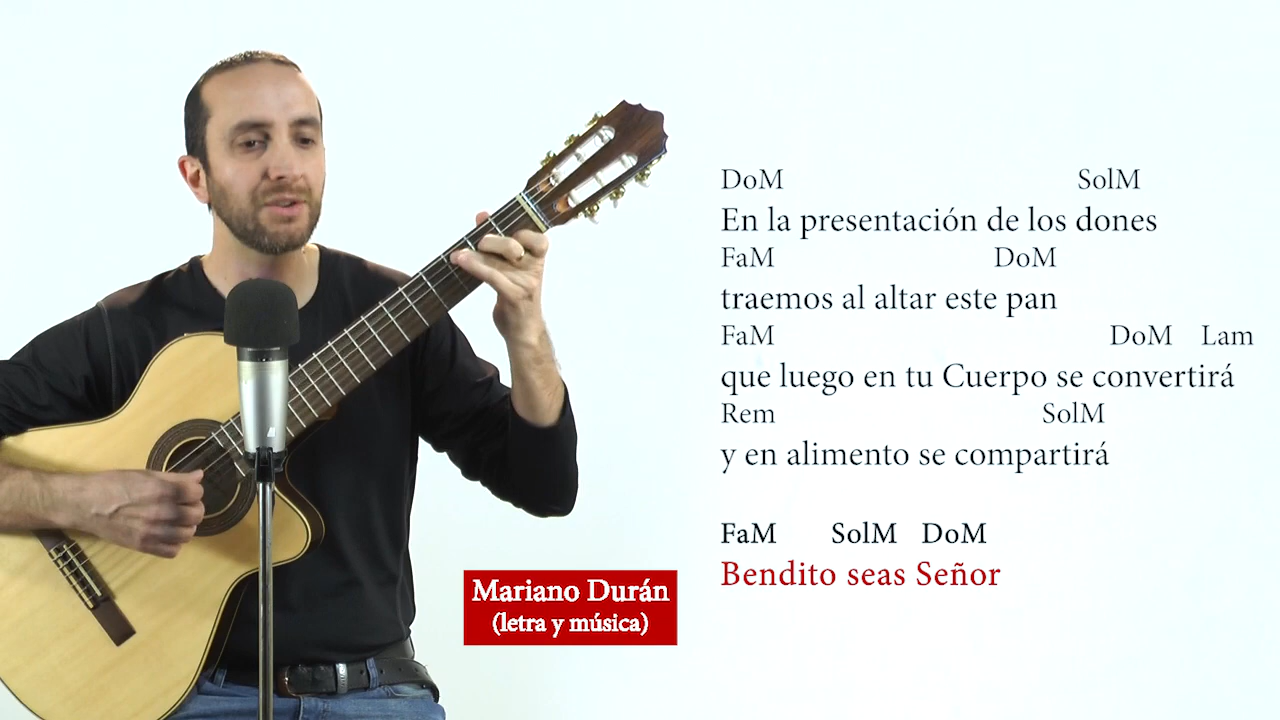 DoM SolM
En la presentación de los dones
FaM DoM
traemos al altar este pan
FaM DoM Lam
que luego en tu Cuerpo se convertirá
Rem SolM
y en alimento se compartirá
FaM SolM DoM
Bendito seas Señor
Mariano Durán
(letra y música)